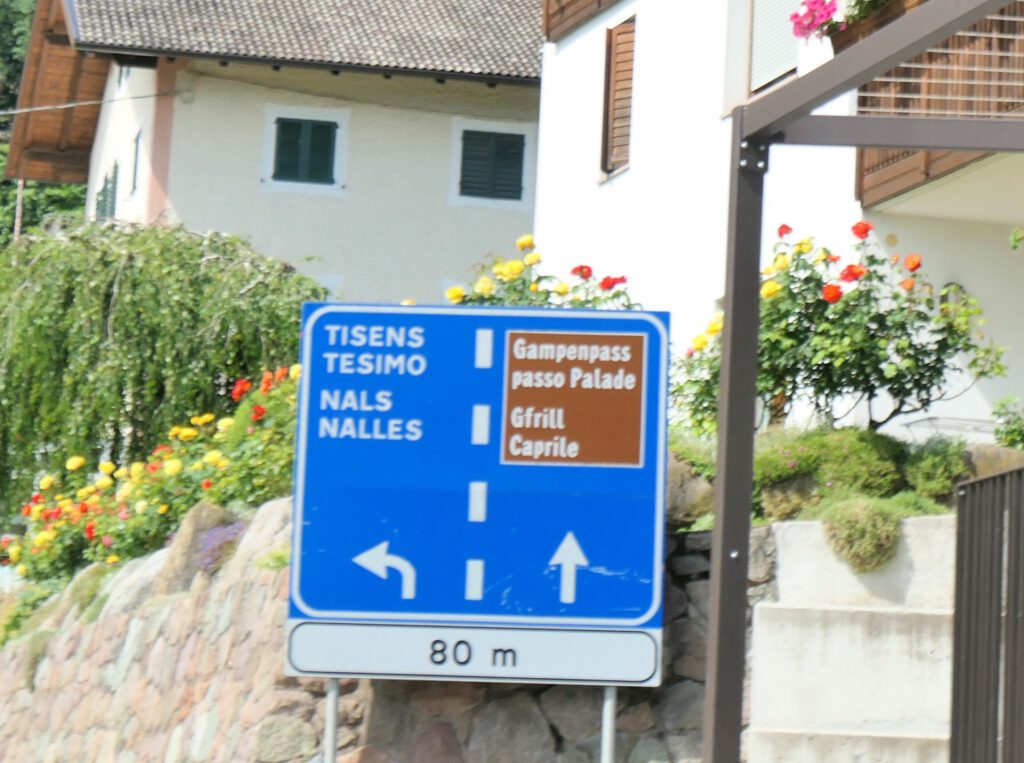 TISENS
TESIMO
NALS
NALLES
Gampenpass
passo Palade
Gfrill
Caprile
80 m